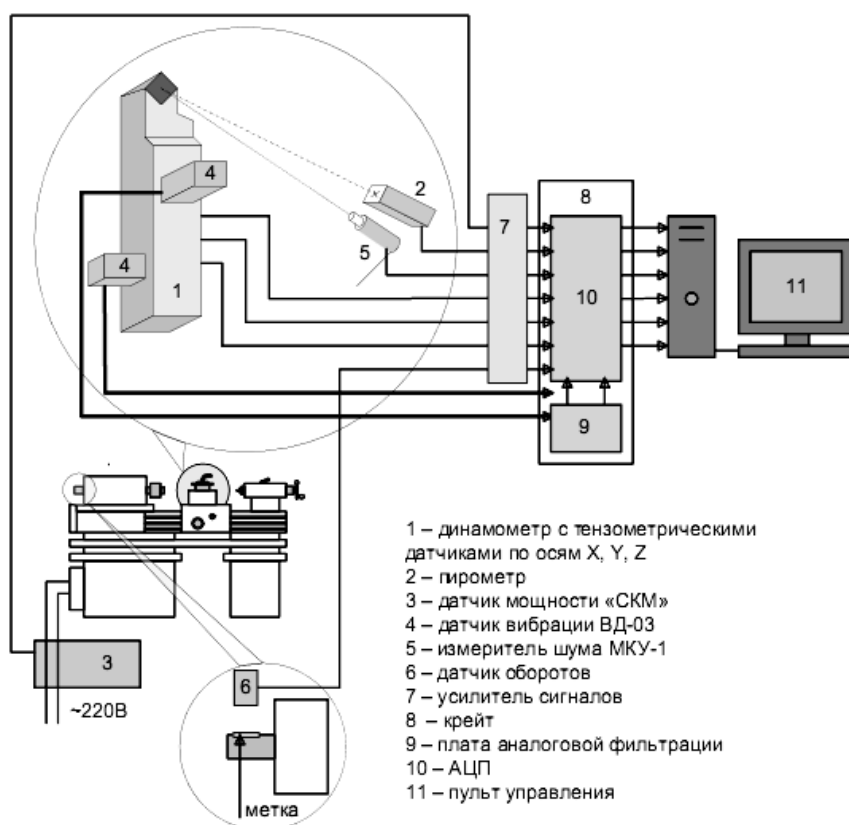 4
2
8
7
5
4
1
10
11
9
3
6
~220В
метка
1 – динамометр с тензометрическими
датчиками по осям X, Y, Z
2 – пирометр
3 – датчик мощности «СКМ»
4 – датчик вибрации ВД-03
5 – измеритель шума МКУ-1
6 – датчик оборотов
7 – усилитель сигналов
8 – крейт
9 – плата аналоговой фильтрации
10 – АЦП
11 – пульт управления